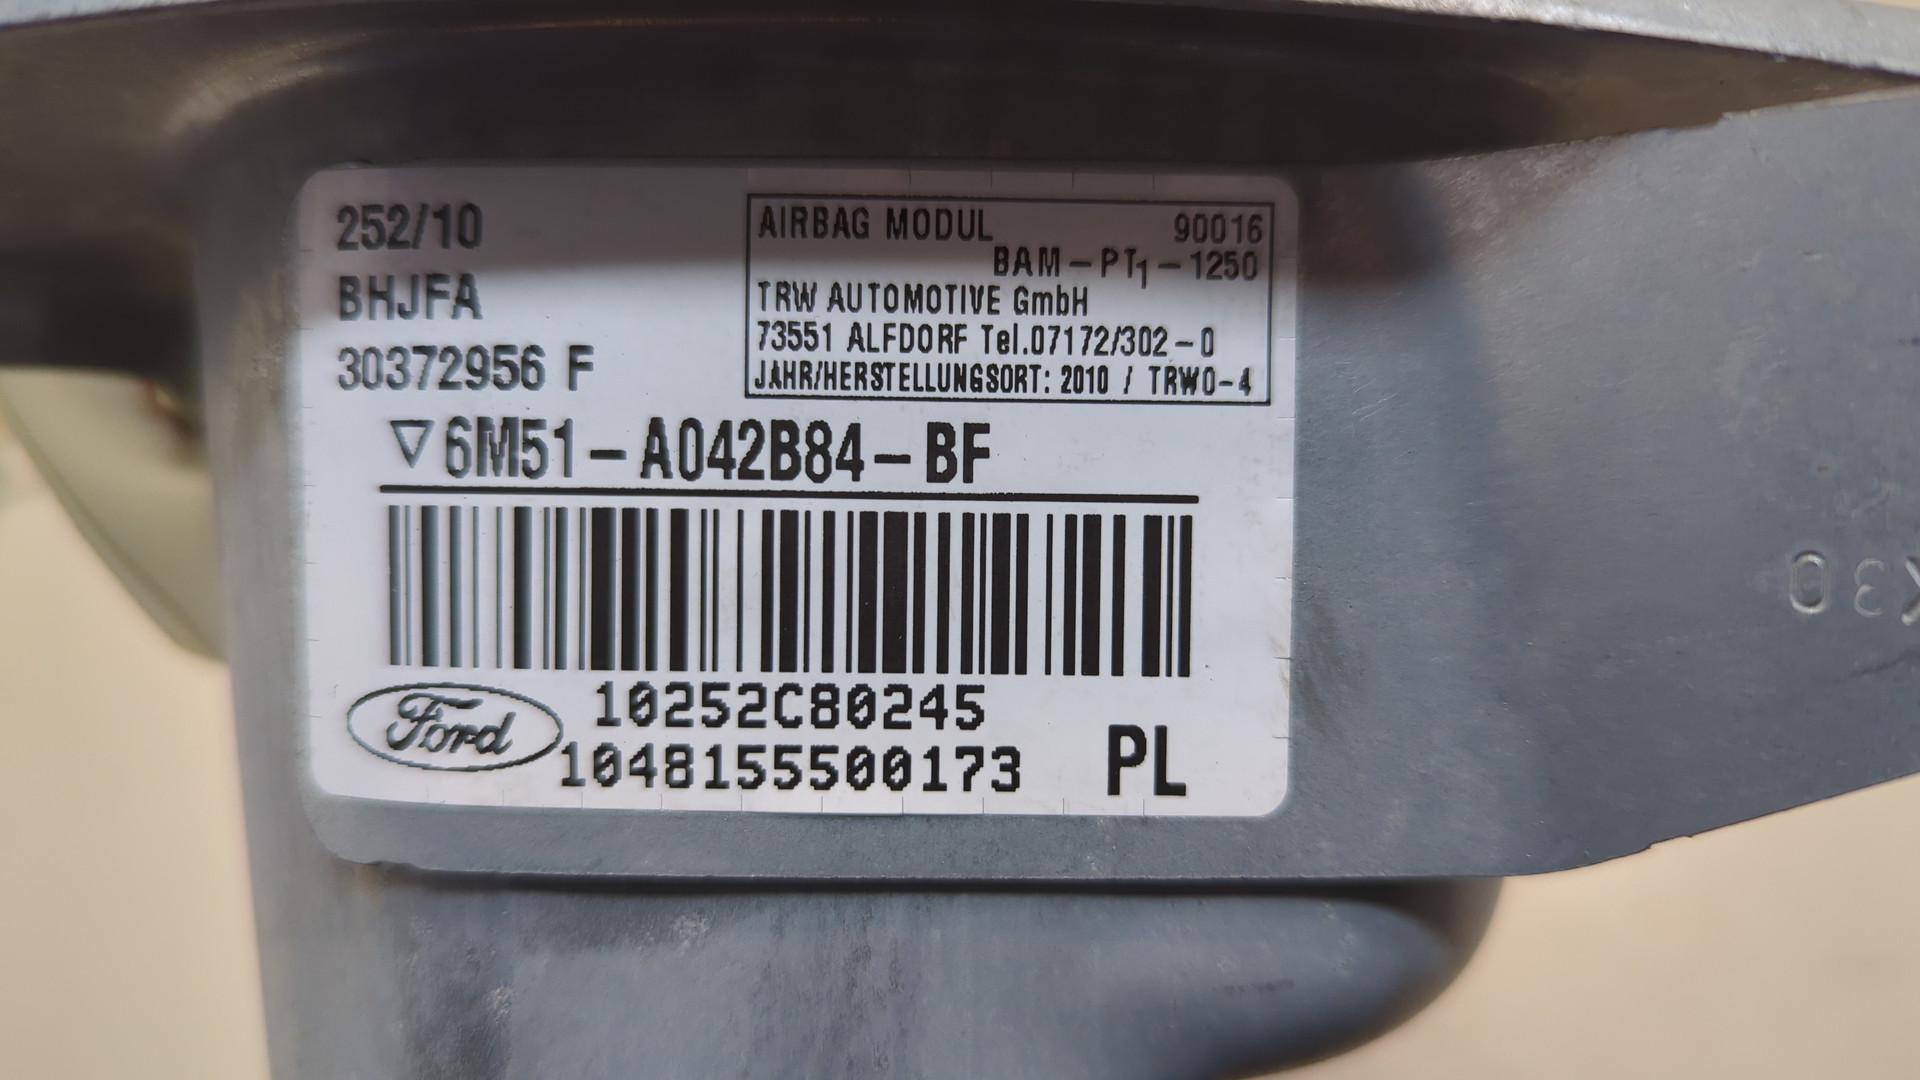 252/10
BHJFA
30372956 F
AIRBAG MODUL 90016
BAM-PT1-1250
TRW AUTOMOTIVE GmbH
73551 ALFDORF Tel.07172/302-0
JAHR/HERSTELLUNGSORT: 2010 / TRW0-4
▽6M51-A042B84-BF
Ford
10252C80245
1048155500173
PL